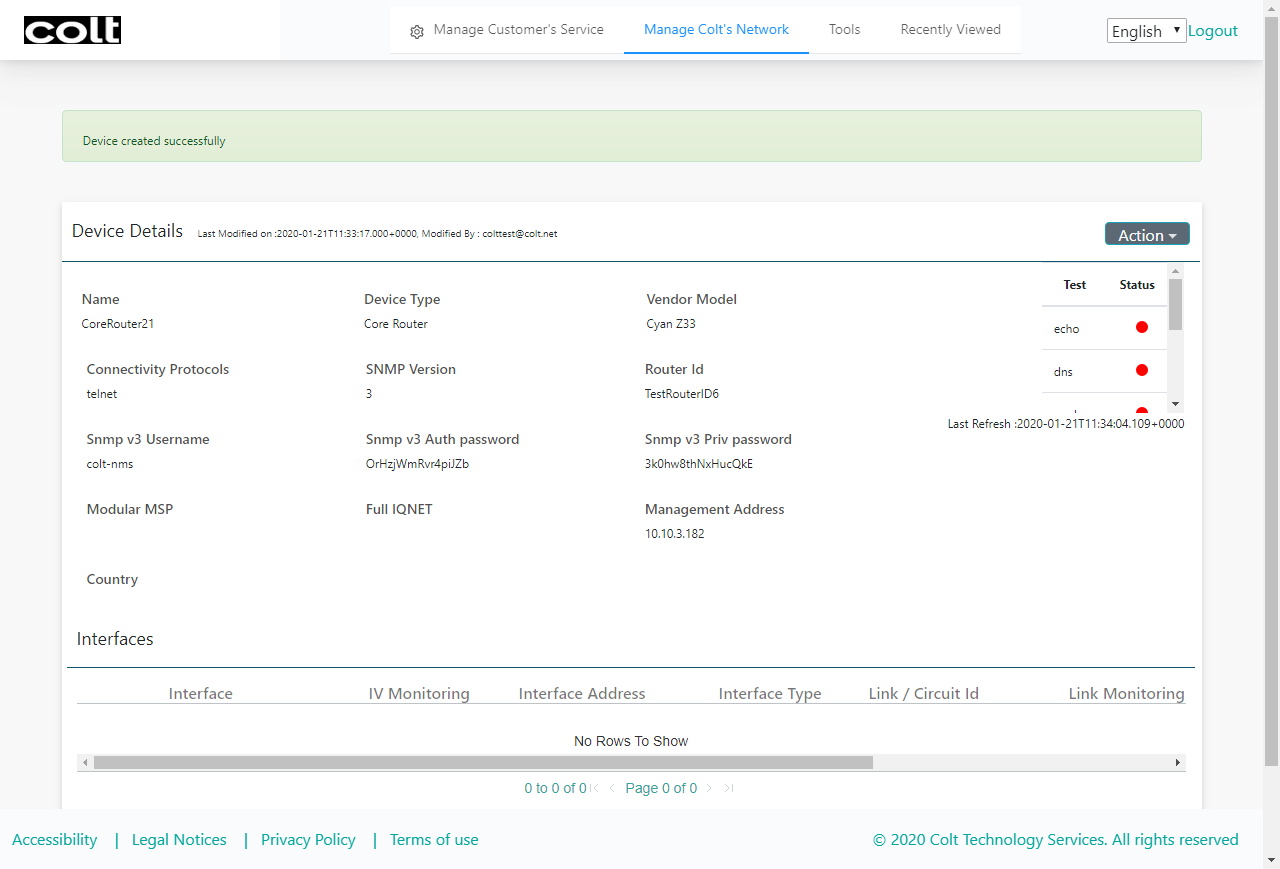 colt
Manage Customer's Service
Manage Colt's Network
Tools
Recently Viewed
English
Logout
Device created successfully
Device Details Last Modified on :2020-01-21T11:33:17.000+0000, Modified By : colttest@colt.net
Action
Name Device Type Vendor Model
CoreRouter21 Core Router Cyan Z33
Test Status
echo
dns
Last Refresh :2020-01-21T11:34:04.109+0000
Connectivity Protocols SNMP Version Router Id
telnet 3 TestRouterID6
Snmp v3 Username Snmp v3 Auth password Snmp v3 Priv password
colt-nms OrHzjWmRvr4piJZb 3k0hw8thNxHucQkE
Modular MSP Full IQNET Management Address
10.10.3.182
Country
Interfaces
Interface IV Monitoring Interface Address Interface Type Link / Circuit Id Link Monitoring
No Rows To Show
0 to 0 of 0 Page 0 of 0
Accessibility | Legal Notices | Privacy Policy | Terms of use
© 2020 Colt Technology Services. All rights reserved